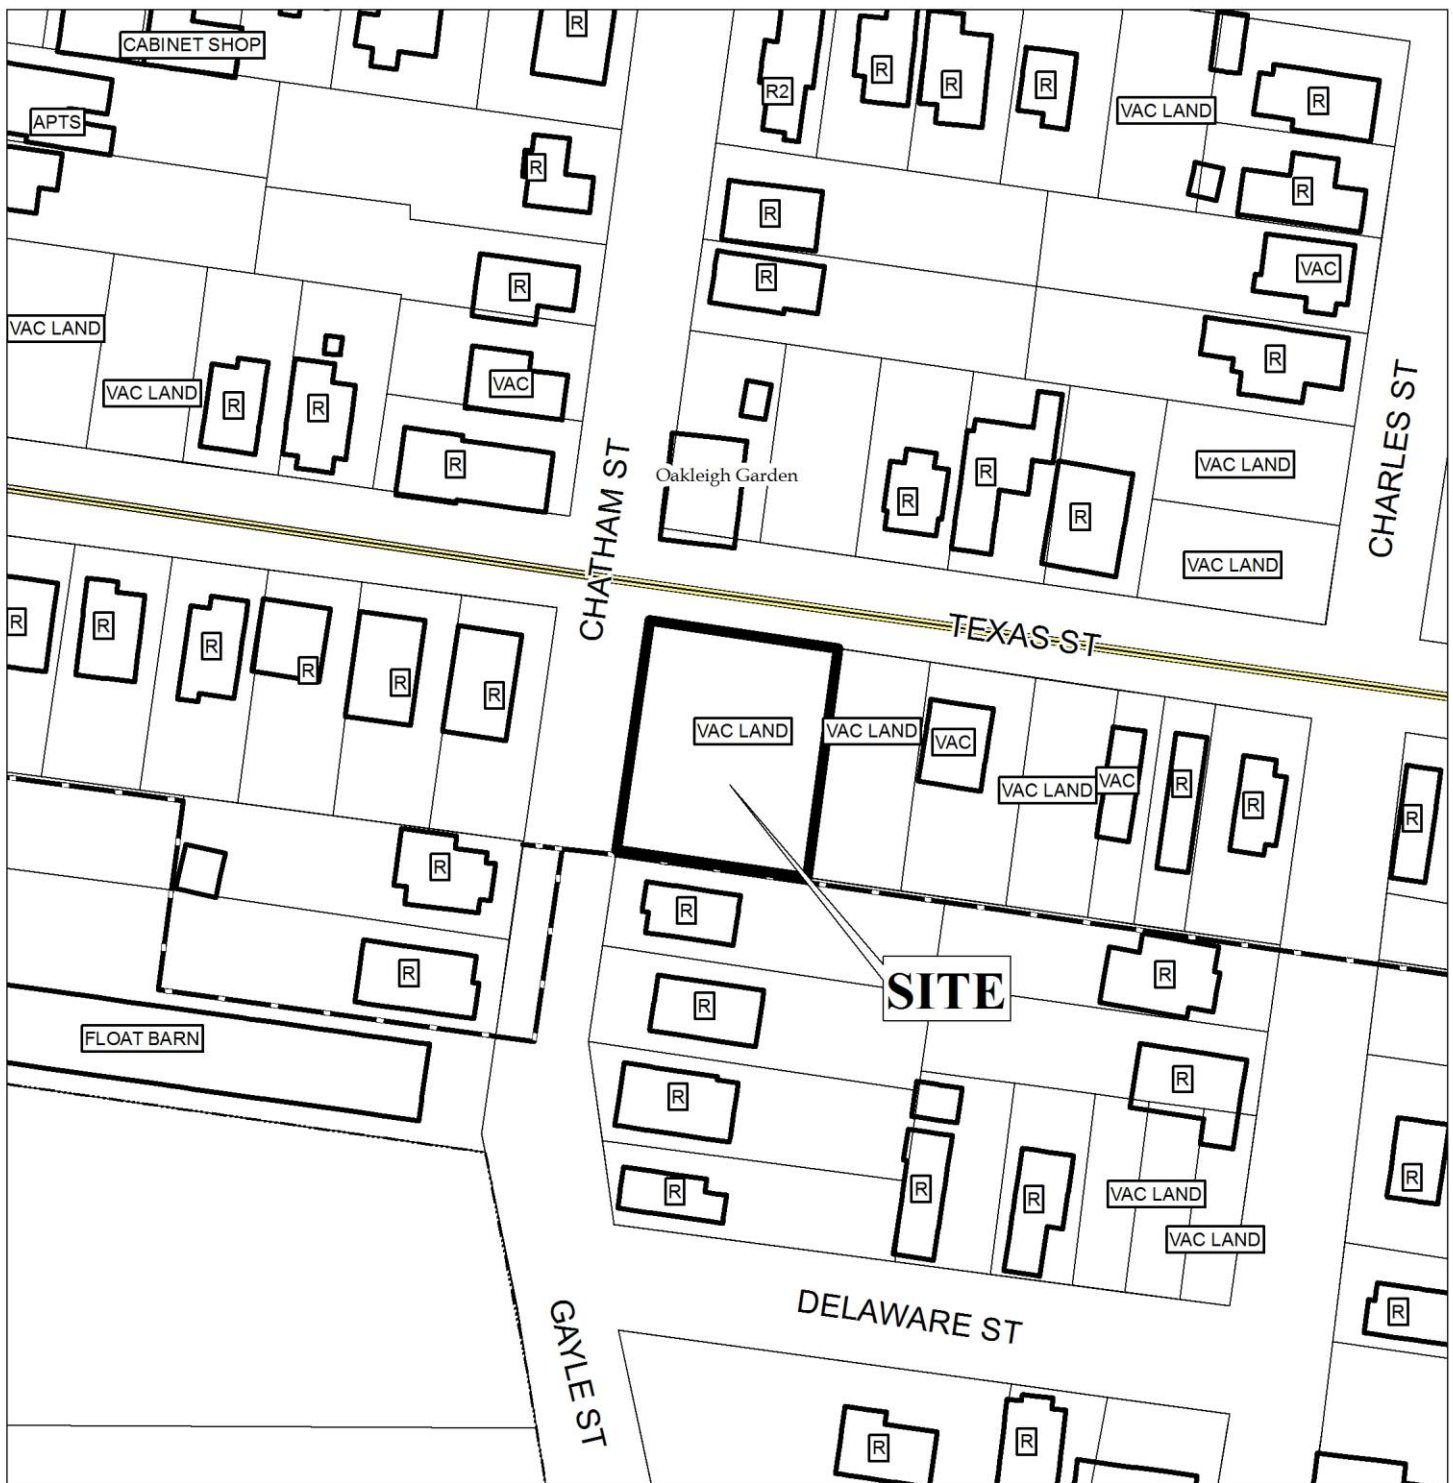 R
CABINET SHOP
R
R
R
R
R2
VAC LAND
R
APTS
R
R
R
VAC
R
R
R
VAC LAND
R
VAC
VAC LAND
R
R
CHARLES ST
R
Oakleigh Garden
R
R
VAC LAND
R
VAC LAND
CHATHAM ST
TEXAS ST
R
R
R
R
R
R
VAC LAND
VAC LAND
VAC
VAC LAND
VAC
R
R
R
R
R
R
R
SITE
R
R
FLOAT BARN
R
R
R
R
R
VAC LAND
R
R
VAC LAND
DELAWARE ST
R
GAYLE ST
R
R